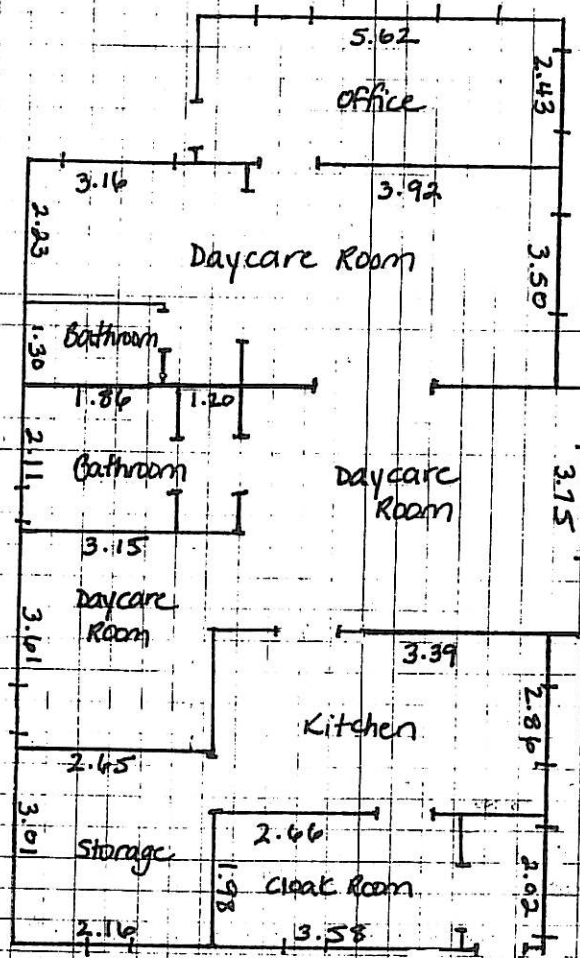 5.62
Office
2.43
3.16
3.92
2.23
Daycare Room
3.50
Bathroom
1.30
1.86
1.20
2.11
Bathroom
Daycare
Room
3.75
3.15
Daycare
Room
3.61
3.39
Kitchen
2.86
2.45
3.01
Storage
2.66
1.98
Cloak Room
2.02
2.16
3.58